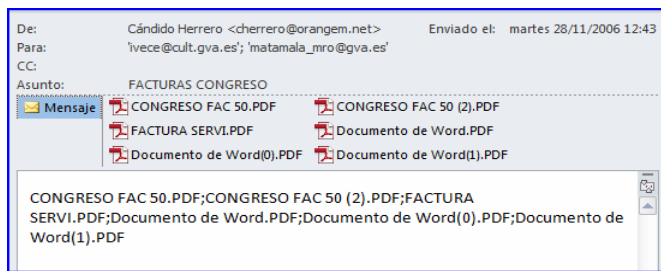 De: Cándido Herrero <cherrero@orangem.net> Enviado el: martes 28/11/2006 12:43
Para: 'ivece@cult.gva.es'; 'matamala_mro@gva.es'
CC:
Asunto: FACTURAS CONGRESO
Mensaje CONGRESO FAC 50.PDF CONGRESO FAC 50 (2).PDF
FACTURA SERVI.PDF Documento de Word.PDF
Documento de Word(0).PDF Documento de Word(1).PDF
CONGRESO FAC 50.PDF;CONGRESO FAC 50 (2).PDF;FACTURA
SERVI.PDF;Documento de Word.PDF;Documento de Word(0).PDF;Documento de
Word(1).PDF